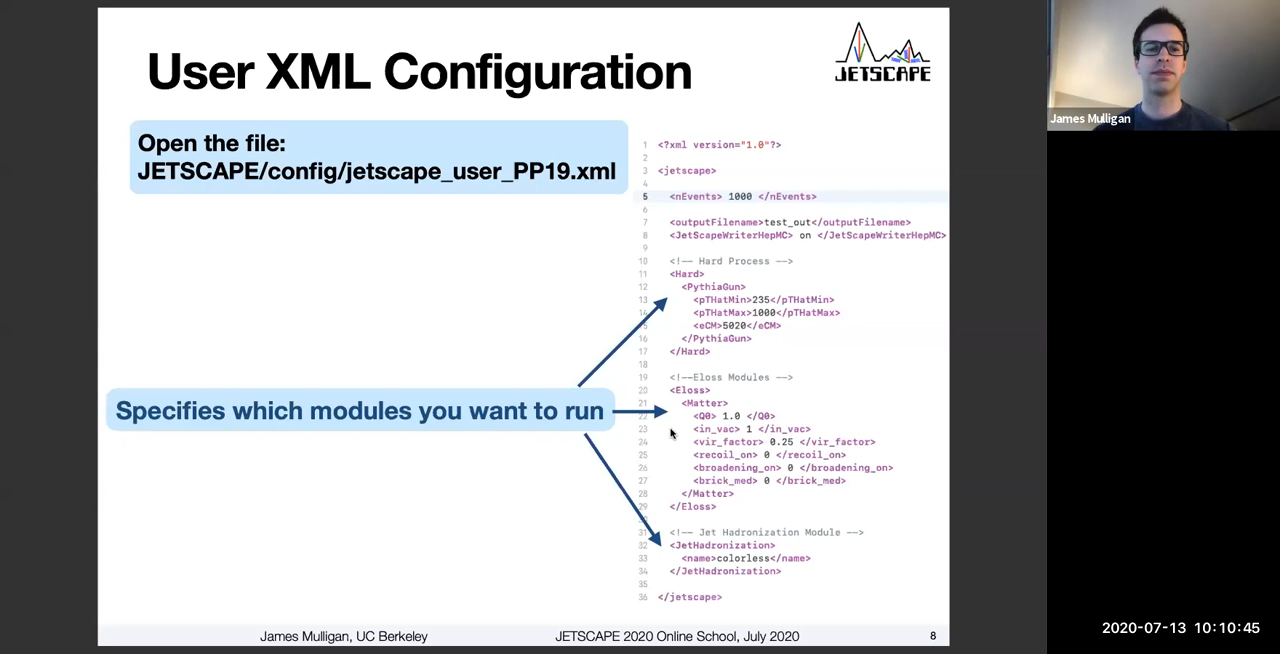 User XML Configuration
JETSCAPE
Open the file:
JETSCAPE/config/jetscape_user_PP19.xml
1 <?xml version="1.0"?>
2
3 <jetscape>
4
5 <nEvents> 1000 </nEvents>
6
7 <outputFilename>test_out</outputFilename>
8 <JetScapeWriterHepMC> on </JetScapeWriterHepMC>
9
10 <!-- Hard Process -->
11 <Hard>
12 <PythiaGun>
13 <pTHatMin>235</pTHatMin>
14 <pTHatMax>1000</pTHatMax>
15 <eCM>5020</eCM>
16 </PythiaGun>
17 </Hard>
18
19 <!--Eloss Modules -->
20 <Eloss>
21 <Matter>
22 <Q0> 1.0 </Q0>
23 <in_vac> 1 </in_vac>
24 <vir_factor> 0.25 </vir_factor>
25 <recoil_on> 0 </recoil_on>
26 <broadening_on> 0 </broadening_on>
27 <brick_med> 0 </brick_med>
28 </Matter>
29 </Eloss>
30
31 <!-- Jet Hadronization Module -->
32 <JetHadronization>
33 <name>colorless</name>
34 </JetHadronization>
35
36 </jetscape>
Specifies which modules you want to run
James Mulligan, UC Berkeley
JETSCAPE 2020 Online School, July 2020
8
James Mulligan
2020-07-13 10:10:45